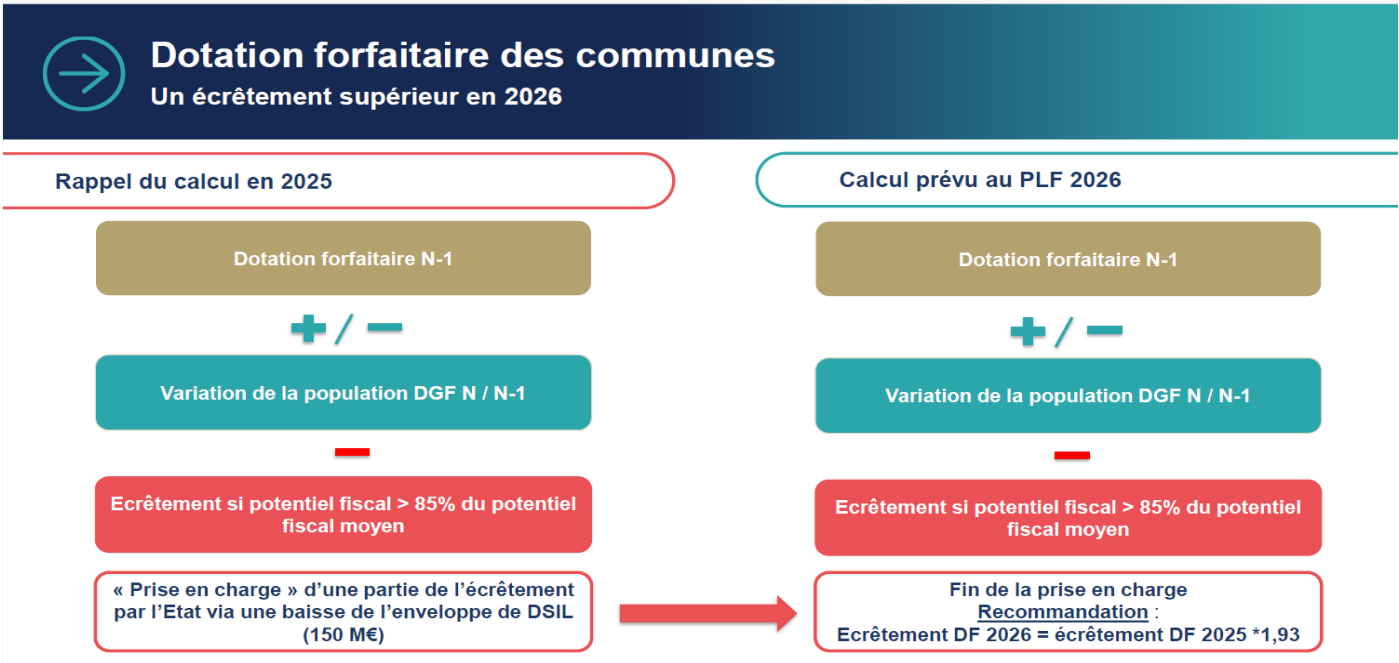 Dotation forfaitaire des communes
Un écrêtement supérieur en 2026
Rappel du calcul en 2025
Dotation forfaitaire N-1
+ / −
Variation de la population DGF N / N-1
−
Ecrêtement si potentiel fiscal > 85% du potentiel
fiscal moyen
« Prise en charge » d’une partie de l’écrêtement
par l’Etat via une baisse de l’enveloppe de DSIL
(150 M€)
Calcul prévu au PLF 2026
Dotation forfaitaire N-1
+ / −
Variation de la population DGF N / N-1
−
Ecrêtement si potentiel fiscal > 85% du potentiel
fiscal moyen
Fin de la prise en charge
Recommandation :
Ecrêtement DF 2026 = écrêtement DF 2025 *1,93